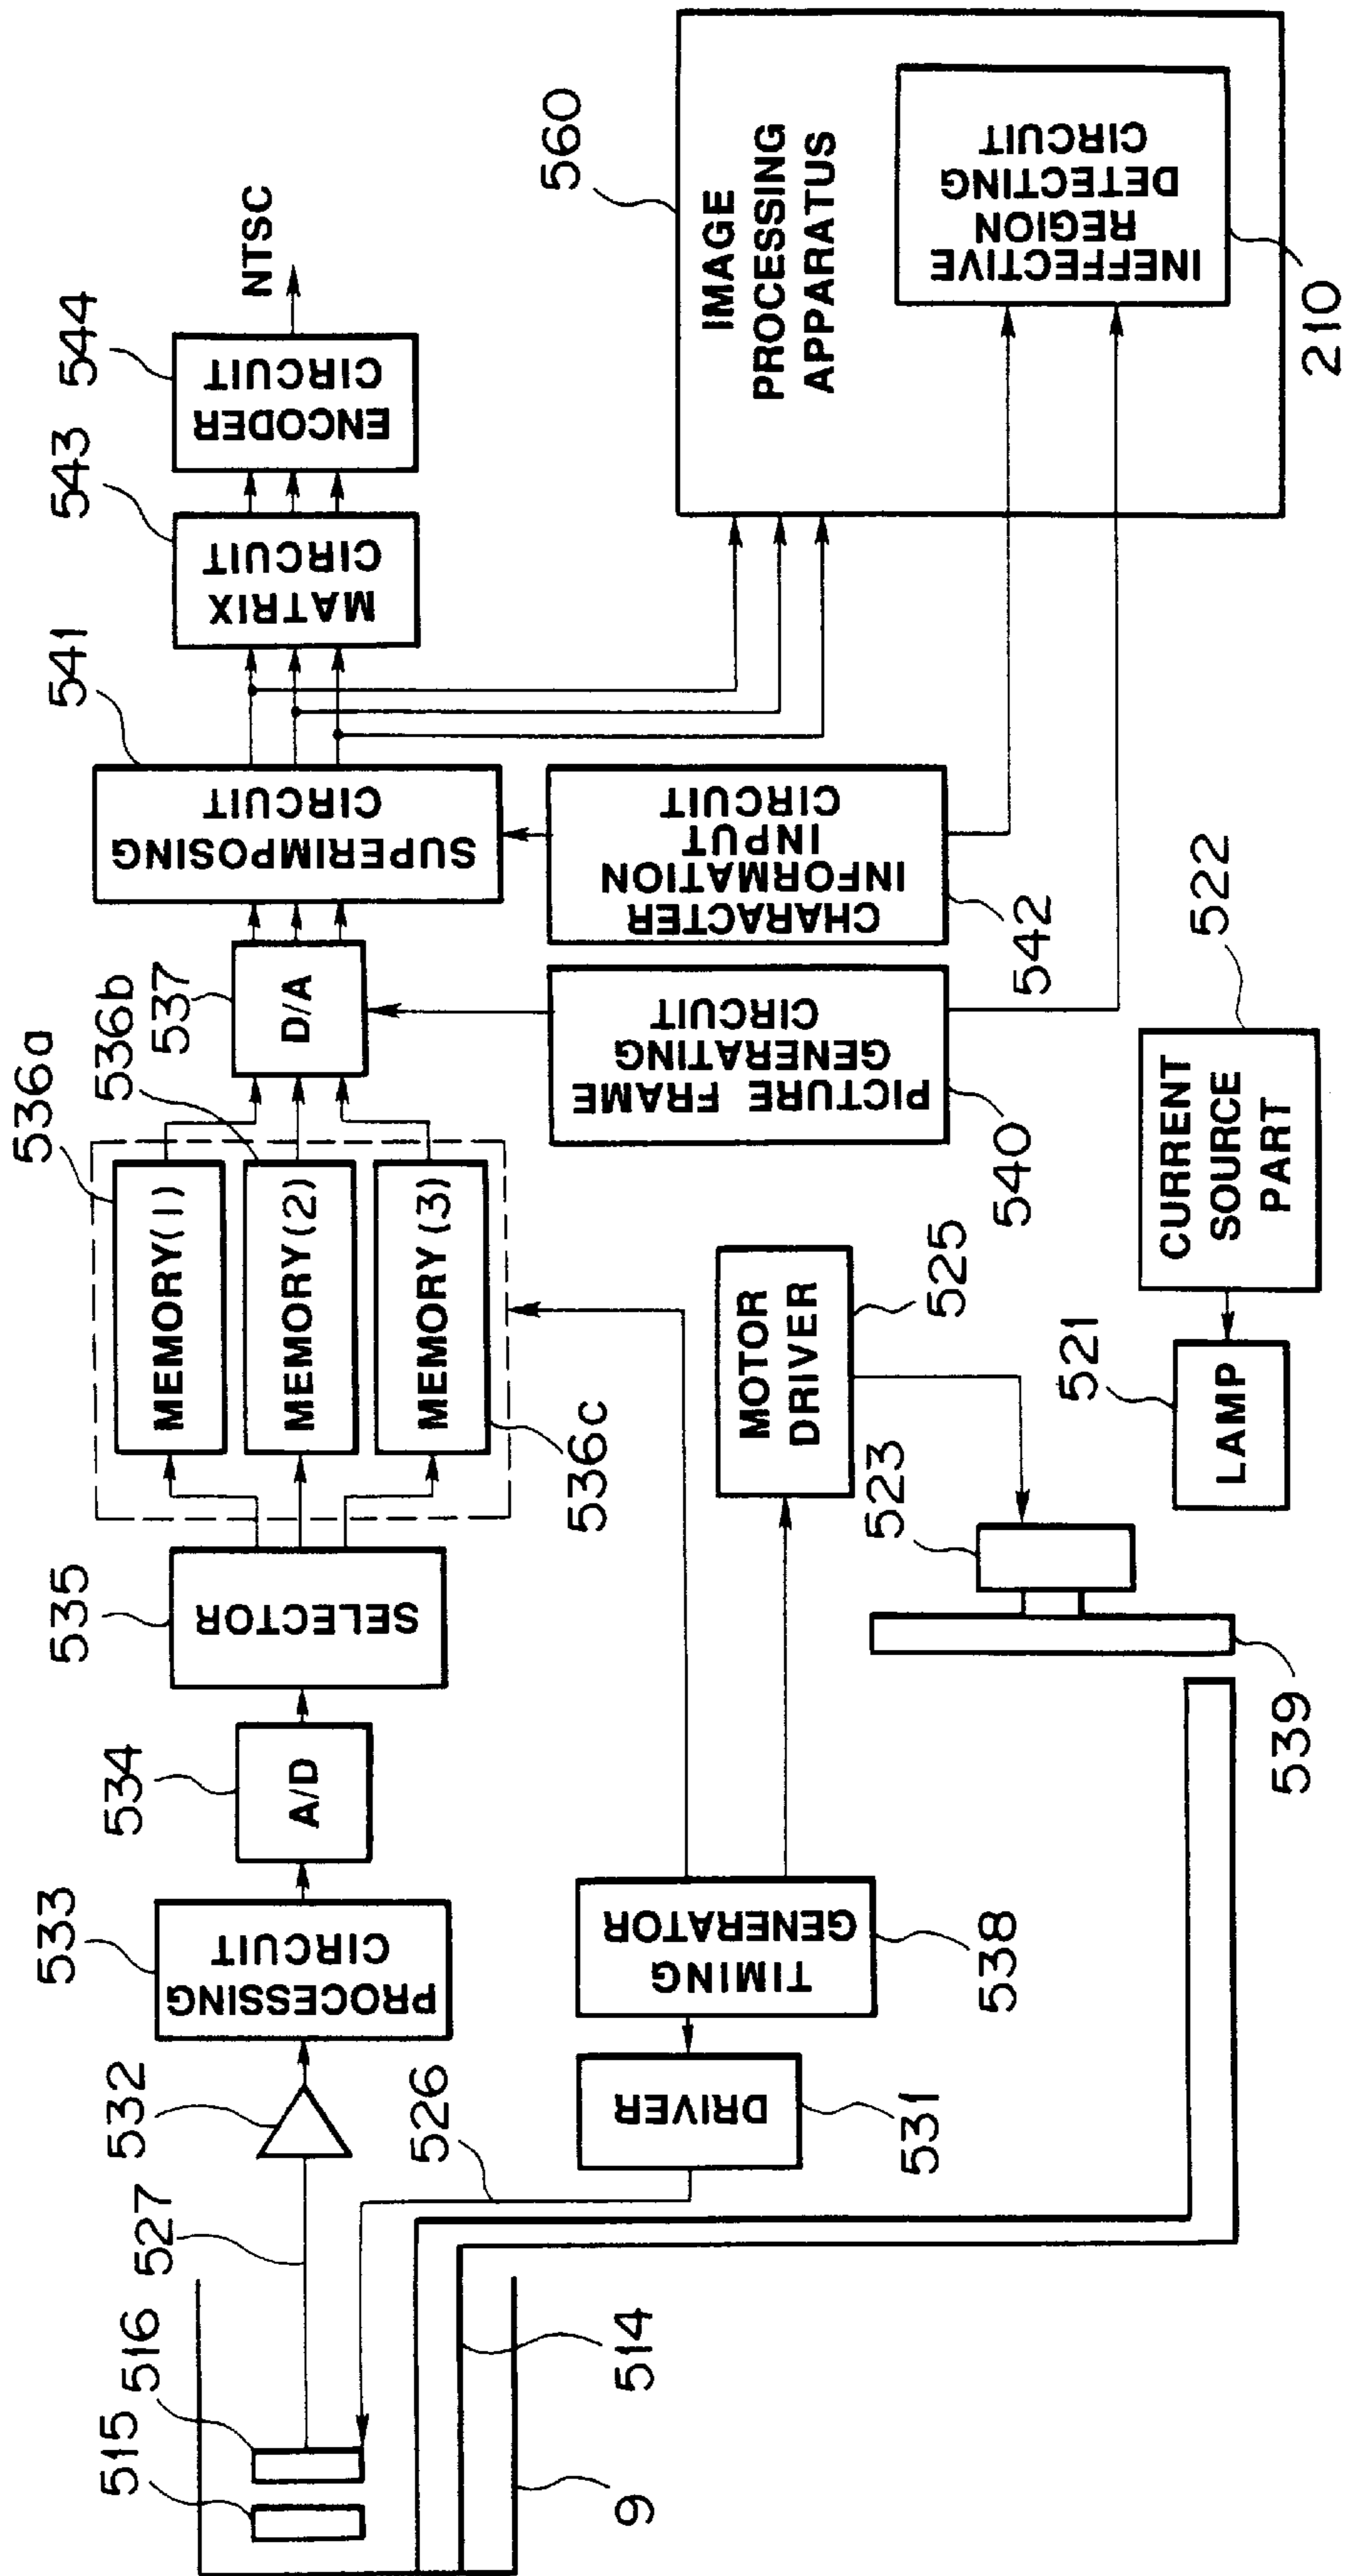 515
516
527
532
533
PROCESSING
CIRCUIT
534
A/D
535
SELECTOR
536a
MEMORY(1)
536b
MEMORY(2)
536c
MEMORY(3)
537
D/A
541
SUPERIMPOSING
CIRCUIT
543
MATRIX
CIRCUIT
544
ENCODER
CIRCUIT
NTSC
9
514
526
531
DRIVER
538
TIMING
GENERATOR
525
MOTOR
DRIVER
540
PICTURE FRAME
GENERATING
CIRCUIT
542
CHARACTER
INFORMATION
INPUT
CIRCUIT
560
IMAGE
PROCESSING
APPARATUS
INEFFECTIVE
REGION
DETECTING
CIRCUIT
210
539
523
521
LAMP
522
CURRENT
SOURCE
PART